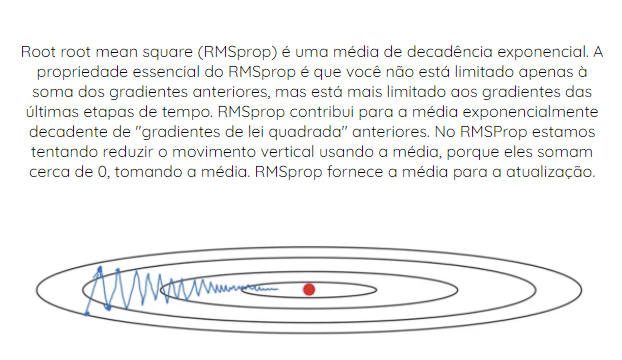 Root root mean square (RMSprop) é uma média de decadência exponencial. A
propriedade essencial do RMSprop é que você não está limitado apenas à
soma dos gradientes anteriores, mas está mais limitado aos gradientes das
últimas etapas de tempo. RMSprop contribui para a média exponencialmente
decadente de "gradientes de lei quadrada" anteriores. No RMSProp estamos
tentando reduzir o movimento vertical usando a média, porque eles somam
cerca de 0, tomando a média. RMSprop fornece a média para a atualização.